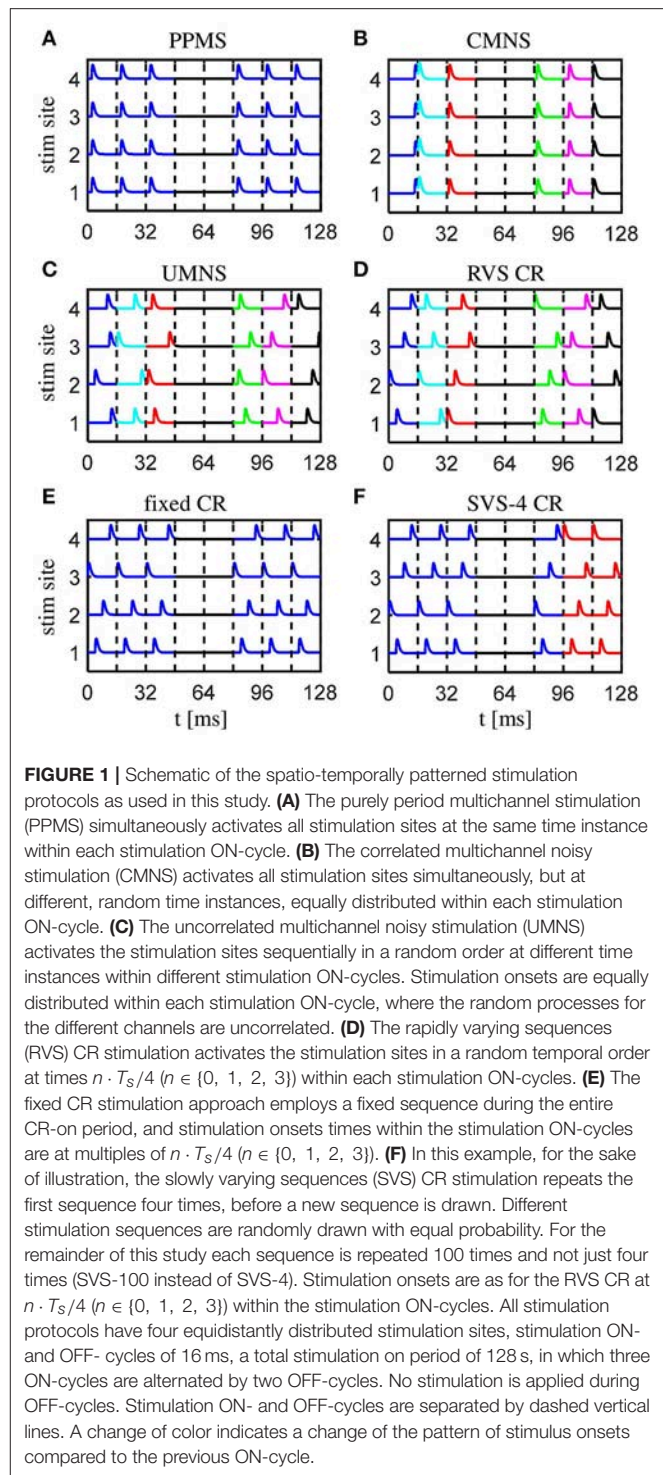 A PPMS
stim site
4
3
2
1
0 32 64 96 128
B CMNS
0 32 64 96 128
C UMNS
stim site
4
3
2
1
0 32 64 96 128
D RVS CR
0 32 64 96 128
E fixed CR
stim site
4
3
2
1
0 32 64 96 128
t [ms]
F SVS-4 CR
0 32 64 96 128
t [ms]
FIGURE 1 | Schematic of the spatio-temporally patterned stimulation
protocols as used in this study. (A) The purely period multichannel stimulation
(PPMS) simultaneously activates all stimulation sites at the same time instance
within each stimulation ON-cycle. (B) The correlated multichannel noisy
stimulation (CMNS) activates all stimulation sites simultaneously, but at
different, random time instances, equally distributed within each stimulation
ON-cycle. (C) The uncorrelated multichannel noisy stimulation (UMNS)
activates the stimulation sites sequentially in a random order at different time
instances within different stimulation ON-cycles. Stimulation onsets are equally
distributed within each stimulation ON-cycle, where the random processes for
the different channels are uncorrelated. (D) The rapidly varying sequences
(RVS) CR stimulation activates the stimulation sites in a random temporal order
at times n · Ts/4 (n ∈ {0, 1, 2, 3}) within each stimulation ON-cycles. (E) The
fixed CR stimulation approach employs a fixed sequence during the entire
CR-on period, and stimulation onsets times within the stimulation ON-cycles
are at multiples of n · Ts/4 (n ∈ {0, 1, 2, 3}). (F) In this example, for the sake
of illustration, the slowly varying sequences (SVS) CR stimulation repeats the
first sequence four times, before a new sequence is drawn. Different
stimulation sequences are randomly drawn with equal probability. For the
remainder of this study each sequence is repeated 100 times and not just four
times (SVS-100 instead of SVS-4). Stimulation onsets are as for the RVS CR at
n · Ts/4 (n ∈ {0, 1, 2, 3}) within the stimulation ON-cycles. All stimulation
protocols have four equidistantly distributed stimulation sites, stimulation ON-
and OFF- cycles of 16 ms, a total stimulation on period of 128 s, in which three
ON-cycles are alternated by two OFF-cycles. No stimulation is applied during
OFF-cycles. Stimulation ON- and OFF-cycles are separated by dashed vertical
lines. A change of color indicates a change of the pattern of stimulus onsets
compared to the previous ON-cycle.